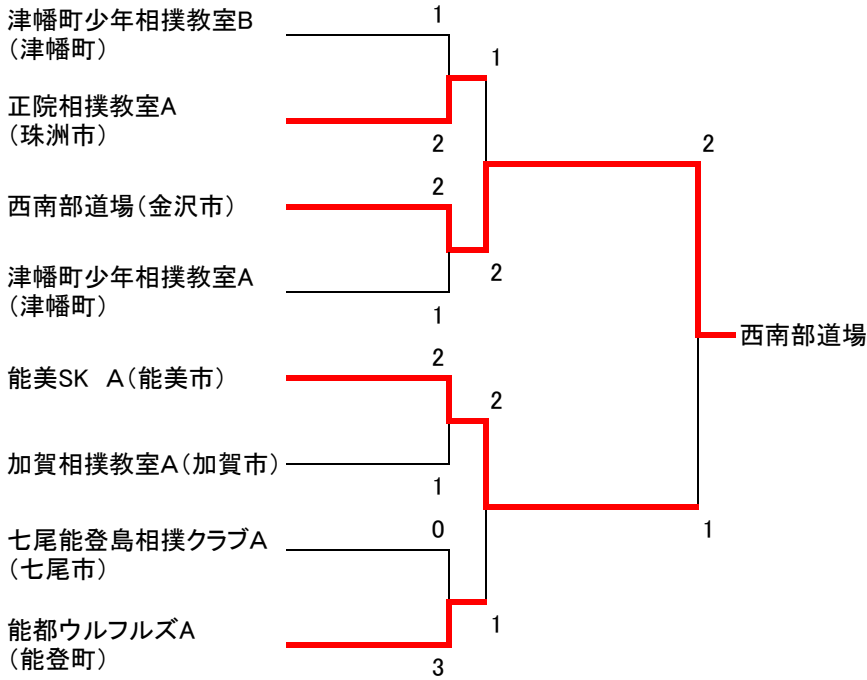 津幡町少年相撲教室B
（津幡町）
1
正院相撲教室A
（珠洲市）
2
1
西南部道場（金沢市）
2
津幡町少年相撲教室A
（津幡町）
1
2
2
能美SK　A（能美市）
2
加賀相撲教室A（加賀市）
1
2
七尾能登島相撲クラブA
（七尾市）
0
能都ウルフルズA
（能登町）
3
1
1
西南部道場